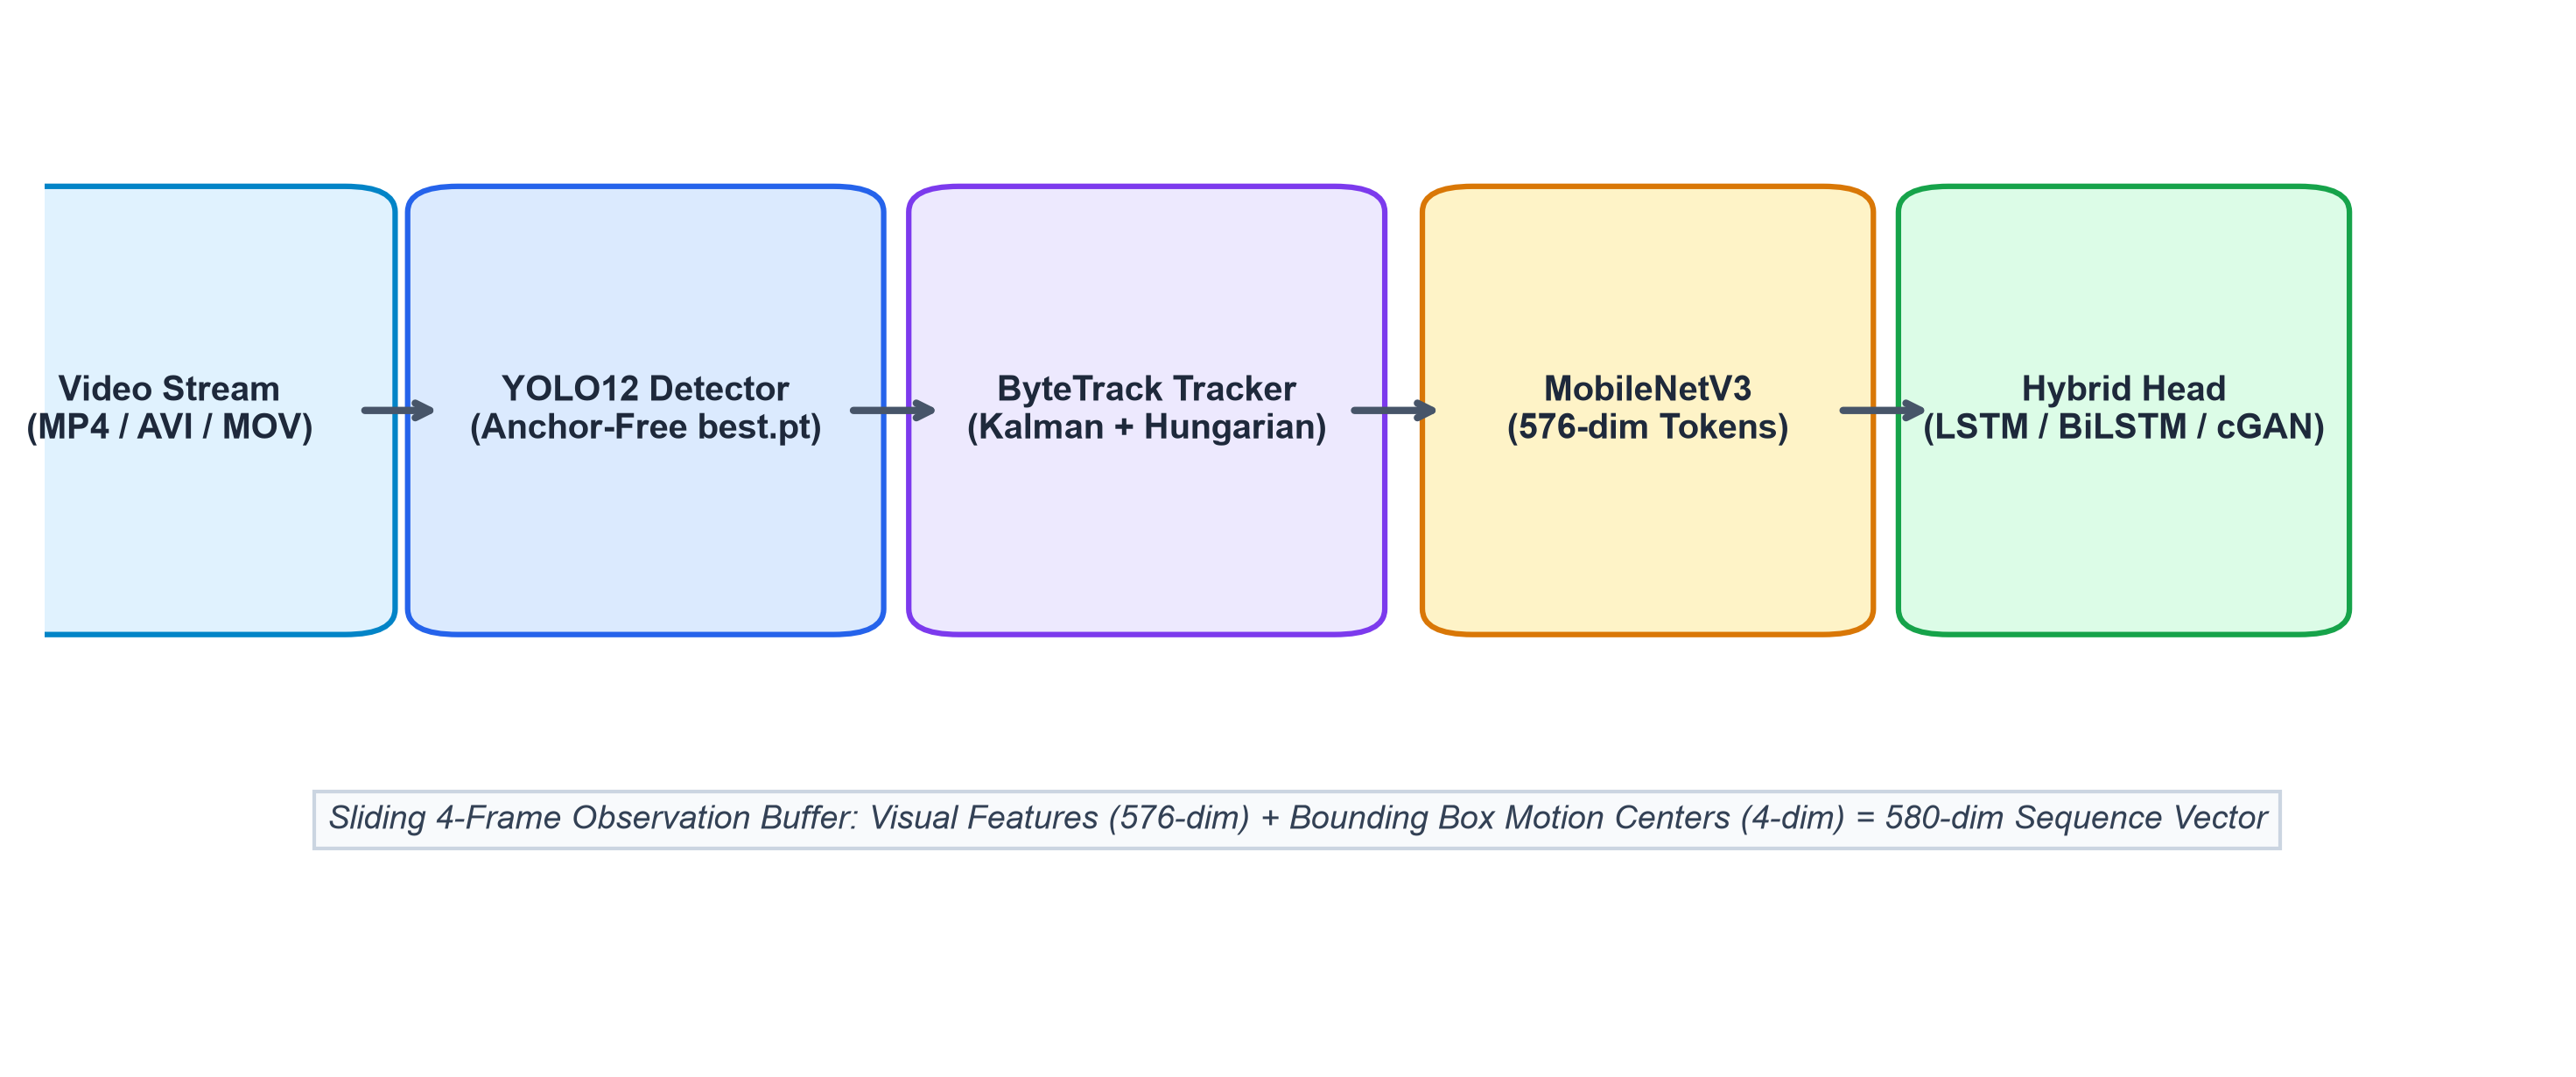 Video Stream
(MP4 / AVI / MOV)
YOLO12 Detector
(Anchor-Free best.pt)
ByteTrack Tracker
(Kalman + Hungarian)
MobileNetV3
(576-dim Tokens)
Hybrid Head
(LSTM / BiLSTM / cGAN)
Sliding 4-Frame Observation Buffer: Visual Features (576-dim) + Bounding Box Motion Centers (4-dim) = 580-dim Sequence Vector